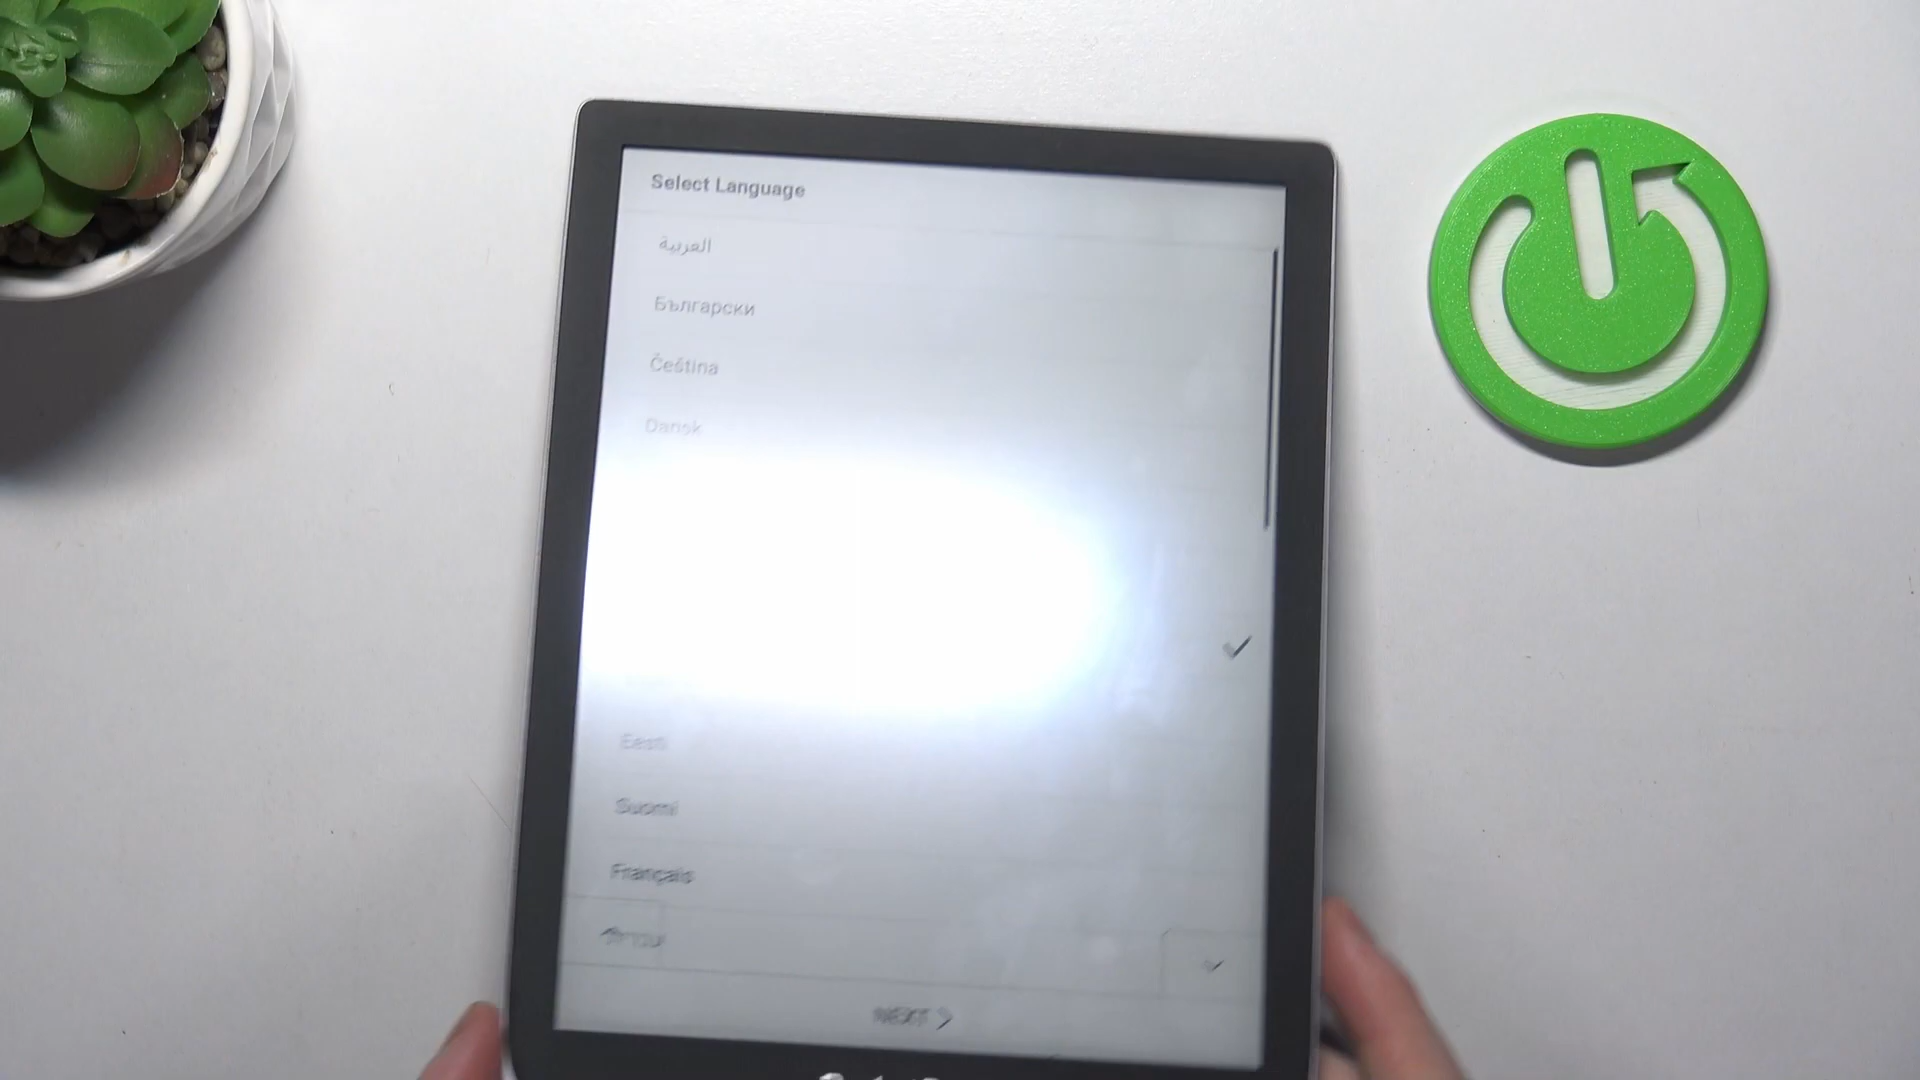 Select Language
العربية
Български
Čeština
Dansk
Eesti
Suomi
Français
NEXT